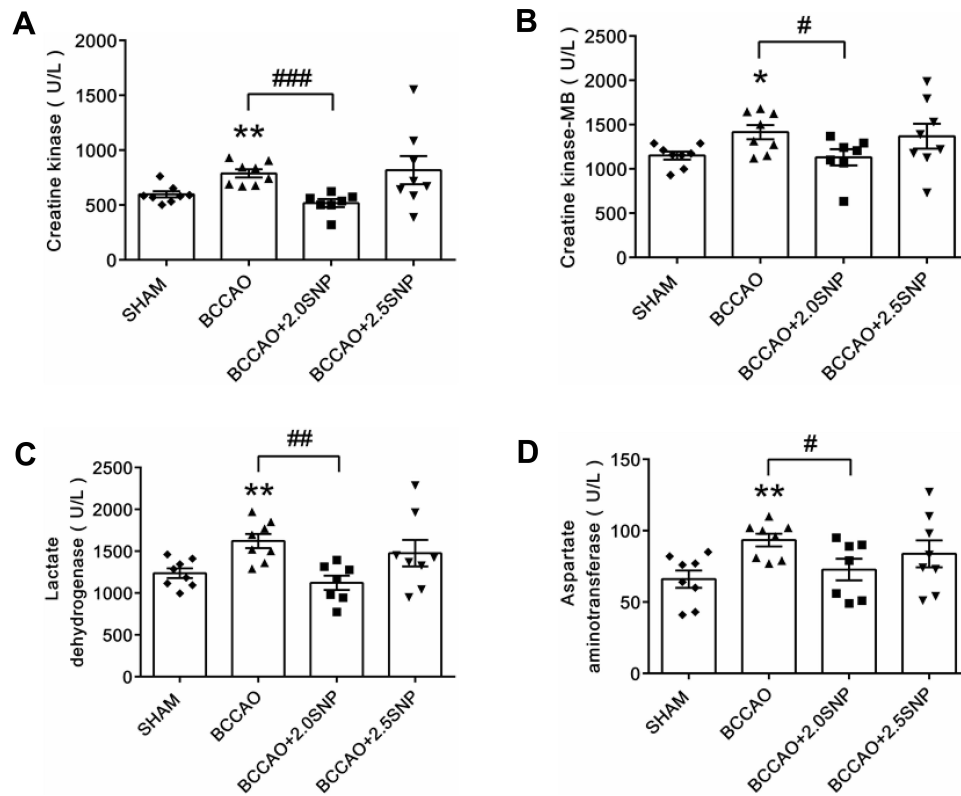 A
Creatine kinase ( U/L )
2000
1500
1000
500
0
**
###
SHAM
BCCAO
BCCAO+2.0SNP
BCCAO+2.5SNP
B
Creatine kinase-MB ( U/L )
2500
2000
1500
1000
500
0
*
#
SHAM
BCCAO
BCCAO+2.0SNP
BCCAO+2.5SNP
C
Lactate
dehydrogenase ( U/L )
2500
2000
1500
1000
500
0
**
##
SHAM
BCCAO
BCCAO+2.0SNP
BCCAO+2.5SNP
D
Aspartate
aminotransferase ( U/L )
150
100
50
0
**
#
SHAM
BCCAO
BCCAO+2.0SNP
BCCAO+2.5SNP